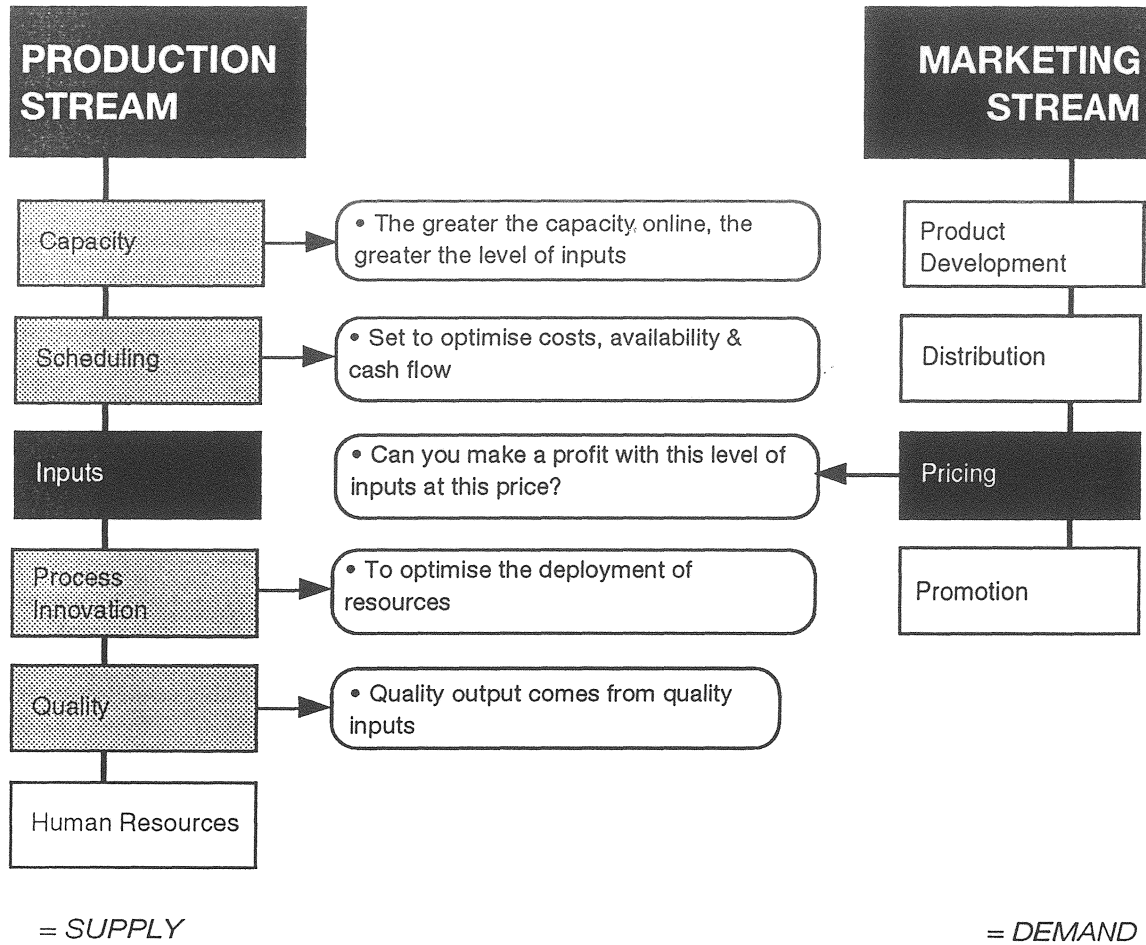 PRODUCTION
STREAM
MARKETING
STREAM
Capacity
• The greater the capacity online, the
greater the level of inputs
Product
Development
Scheduling
• Set to optimise costs, availability &
cash flow
Distribution
Inputs
• Can you make a profit with this level of
inputs at this price?
Pricing
Process
Innovation
• To optimise the deployment of
resources
Promotion
Quality
• Quality output comes from quality
inputs
Human Resources
= SUPPLY
= DEMAND